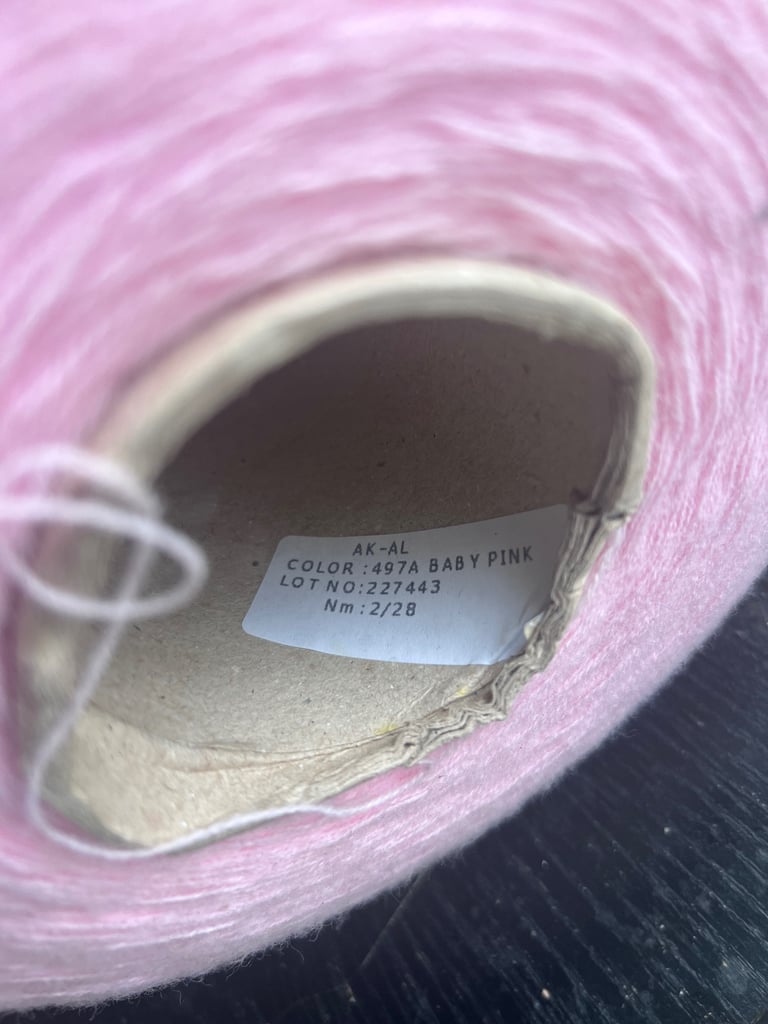 AK-AL
COLOR :497A BABY PINK
LOT NO:227443
Nm :2/28